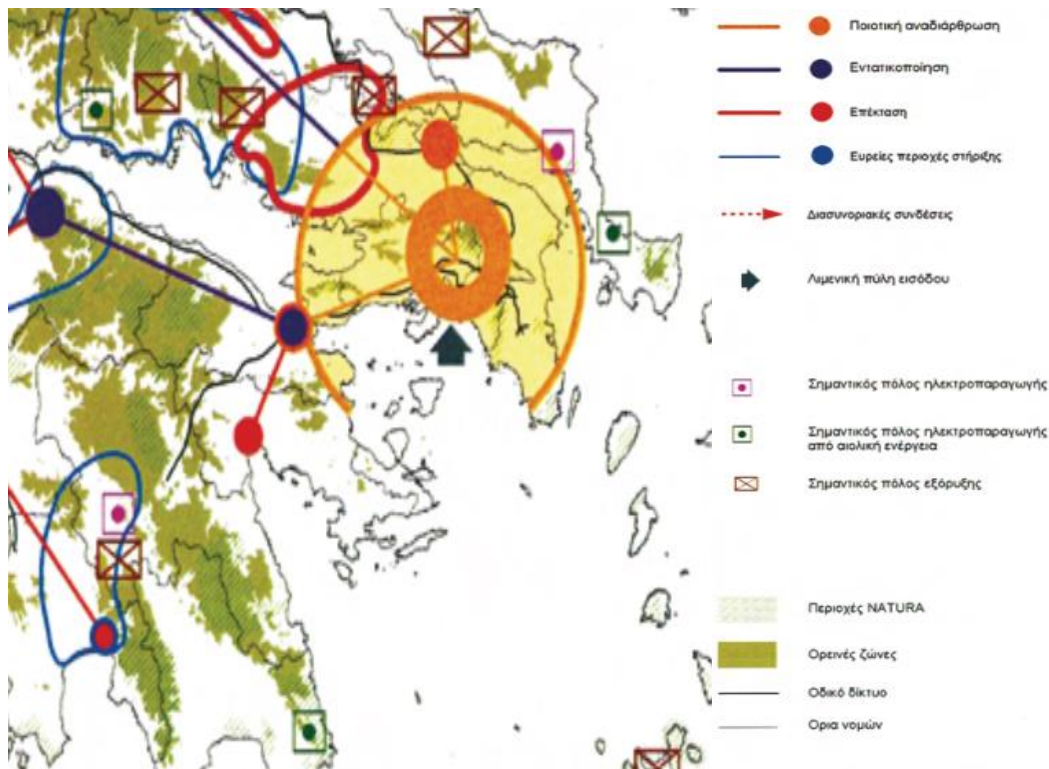 Ποιοτική αναδιάρθρωση
Εντατικοποίηση
Επέκταση
Ευρείες περιοχές στήριξης
Διασυνοριακές συνδέσεις
Λιμενική πύλη εισόδου
Σημαντικός πόλος ηλεκτροπαραγωγής
Σημαντικός πόλος ηλεκτροπαραγωγής
από αιολική ενέργεια
Σημαντικός πόλος εξόρυξης
Περιοχές NATURA
Ορεινές ζώνες
Οδικό δίκτυο
Ορια νομών